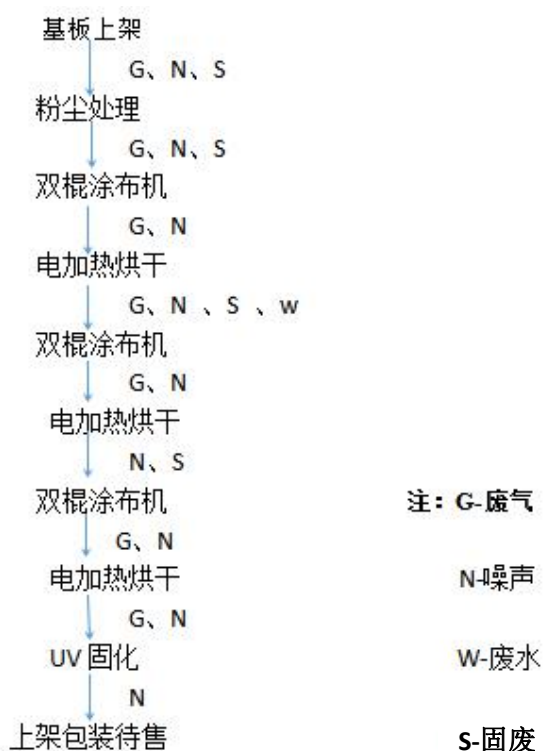 基板上架
G、N、S
粉尘处理
G、N、S
双棍涂布机
G、N
电加热烘干
G、N 、S 、w
双棍涂布机
G、N
电加热烘干
N、S
双棍涂布机
注：G-废气
G、N
电加热烘干
N-噪声
G、N
UV 固化
W-废水
N
上架包装待售
S-固废